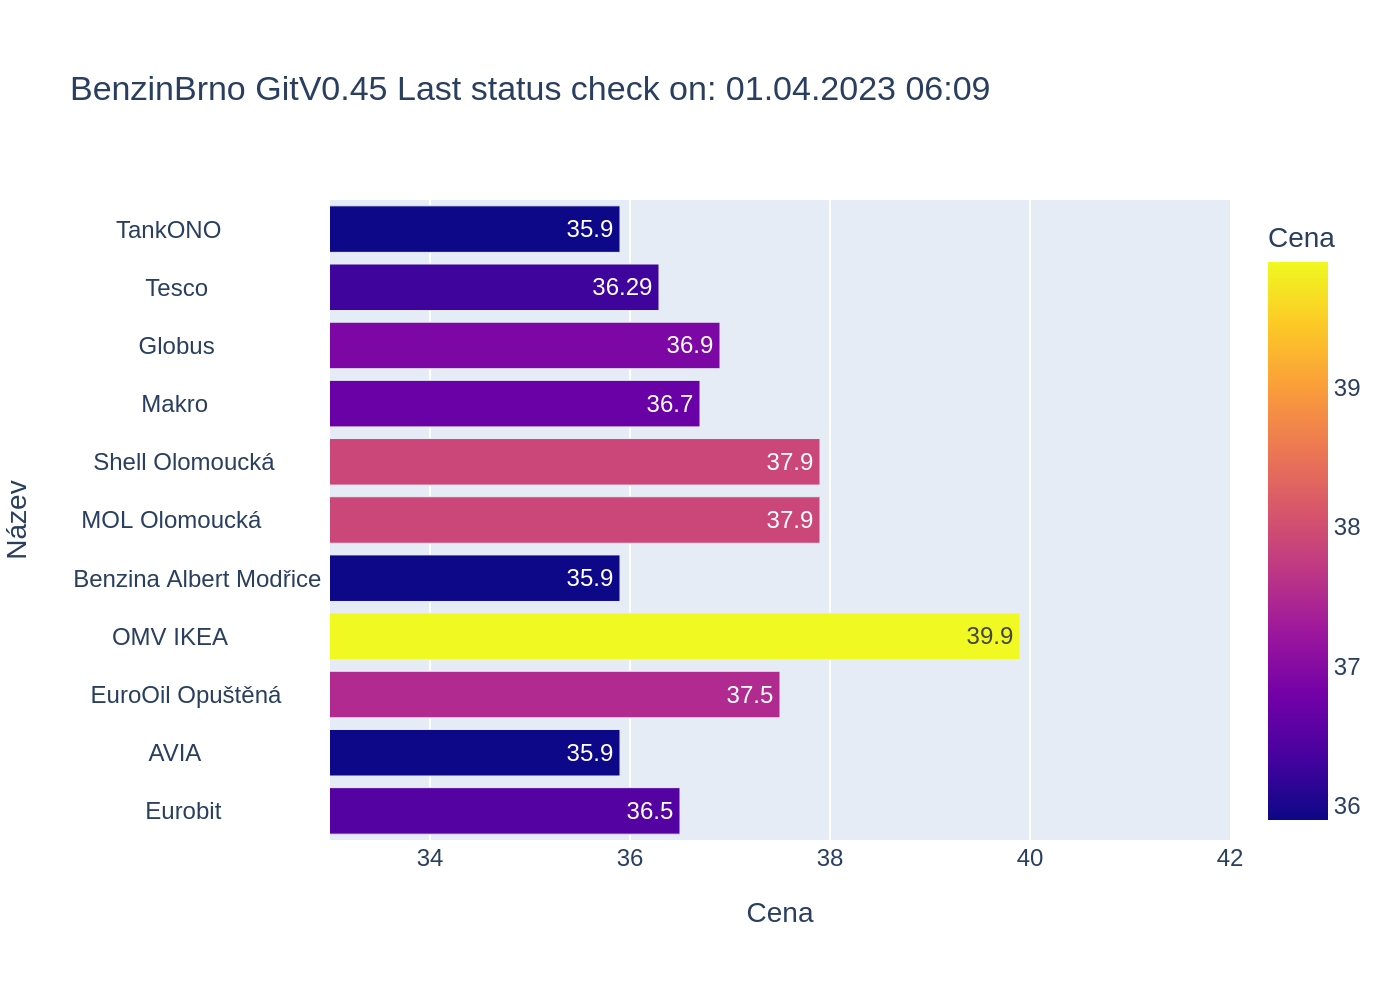 BenzinBrno GitV0.45 Last status check on: 01.04.2023 06:09
Cena
TankONO 35.9
Tesco 36.29
Globus 36.9
Makro 36.7
Shell Olomoucká 37.9
MOL Olomoucká 37.9
Benzina Albert Modřice 35.9
OMV IKEA 39.9
EuroOil Opuštěná 37.5
AVIA 35.9
Eurobit 36.5
Název
39
38
37
36
34 36 38 40 42
Cena